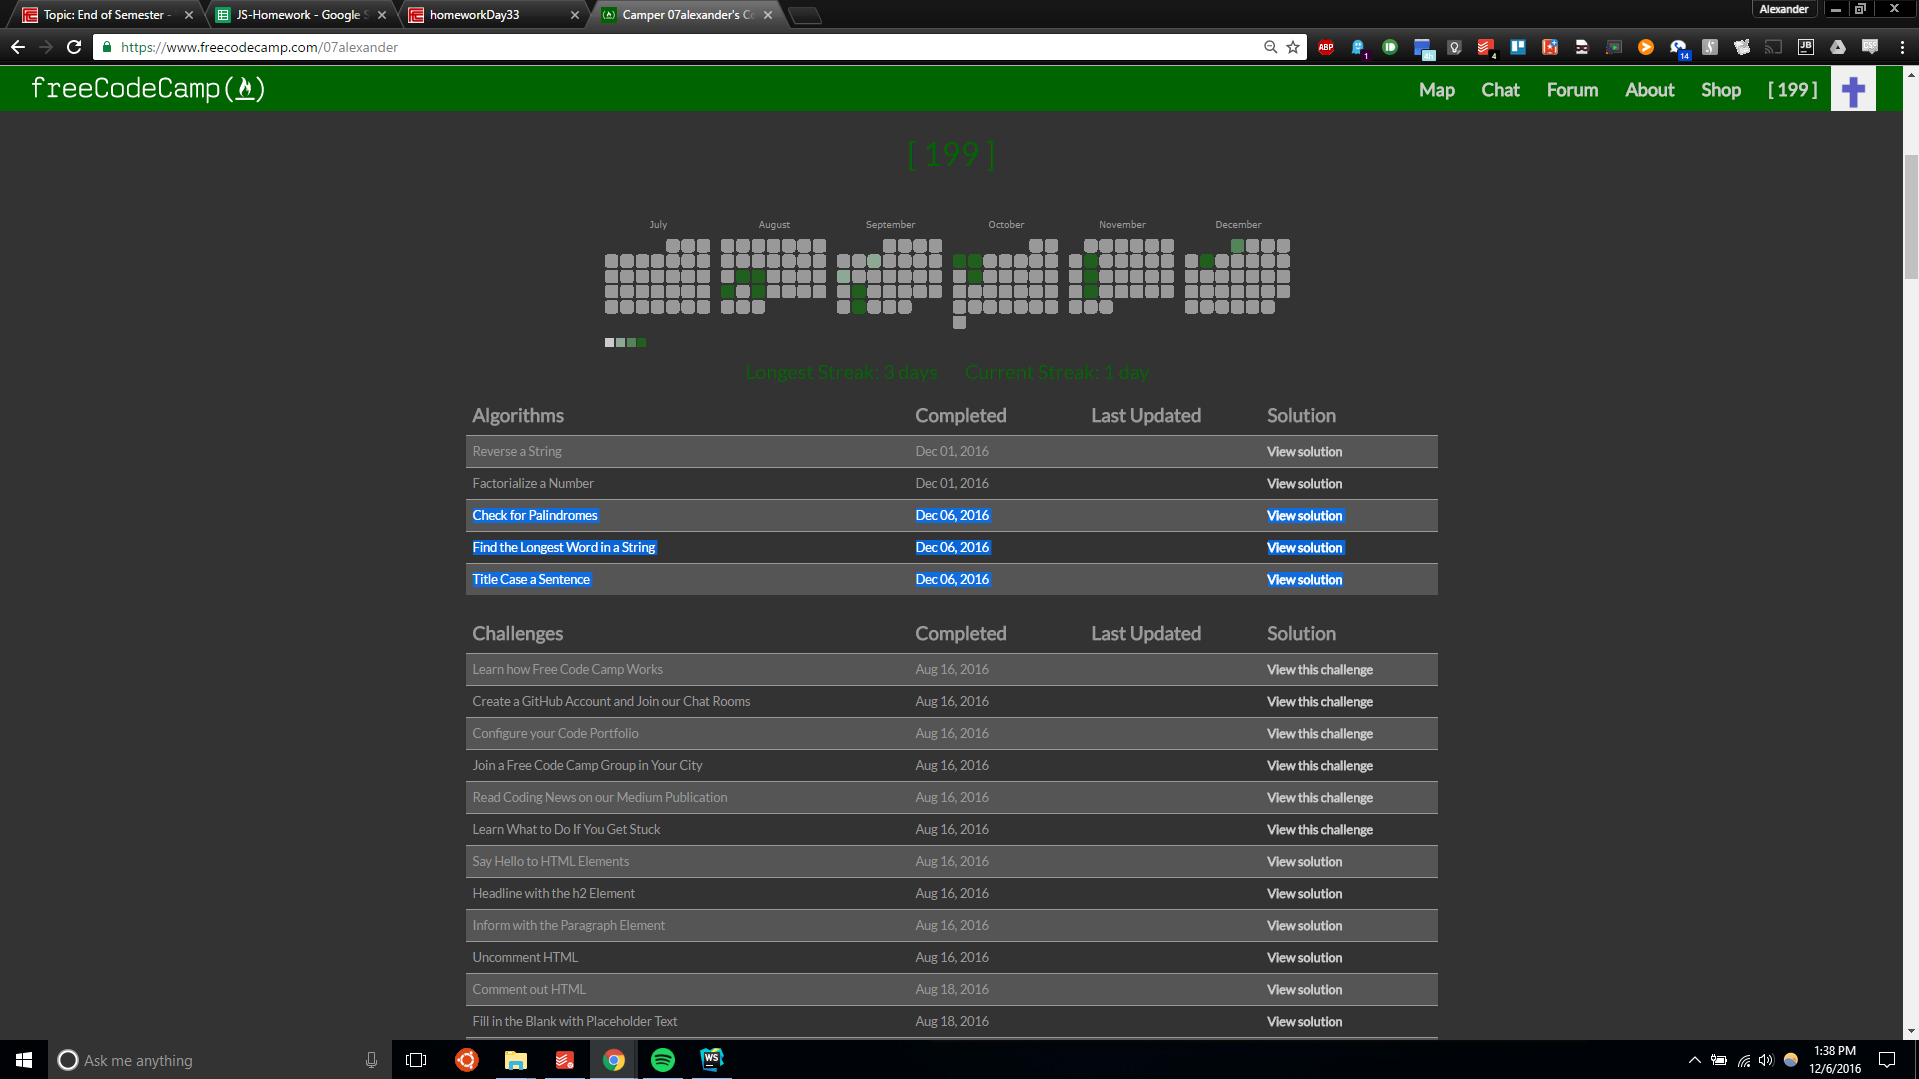 Topic: End of Semester -
JS-Homework - Google S
homeworkDay33
Camper 07alexander's Co
Alexander
https://www.freecodecamp.com/07alexander
ABP
1
4h
4
14
JB
CSS
freeCodeCamp(
)
Map
Chat
Forum
About
Shop
[ 199 ]
[ 199 ]
July
August
September
October
November
December
Longest Streak: 3 days
Current Streak: 1 day
Algorithms Completed Last Updated Solution
Reverse a String Dec 01, 2016 View solution
Factorialize a Number Dec 01, 2016 View solution
Check for Palindromes Dec 06, 2016 View solution
Find the Longest Word in a String Dec 06, 2016 View solution
Title Case a Sentence Dec 06, 2016 View solution
Challenges Completed Last Updated Solution
Learn how Free Code Camp Works Aug 16, 2016 View this challenge
Create a GitHub Account and Join our Chat Rooms Aug 16, 2016 View this challenge
Configure your Code Portfolio Aug 16, 2016 View this challenge
Join a Free Code Camp Group in Your City Aug 16, 2016 View this challenge
Read Coding News on our Medium Publication Aug 16, 2016 View this challenge
Learn What to Do If You Get Stuck Aug 16, 2016 View this challenge
Say Hello to HTML Elements Aug 16, 2016 View solution
Headline with the h2 Element Aug 16, 2016 View solution
Inform with the Paragraph Element Aug 16, 2016 View solution
Uncomment HTML Aug 16, 2016 View solution
Comment out HTML Aug 18, 2016 View solution
Fill in the Blank with Placeholder Text Aug 18, 2016 View solution
Ask me anything
WS
1:38 PM
12/6/2016